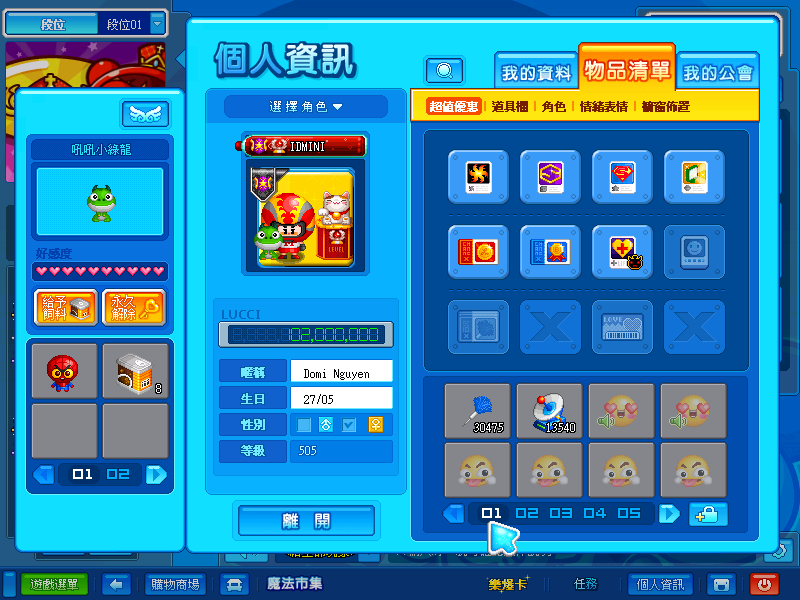 段位 段位01
個人資訊
我的資料 物品清單 我的公會
超值優惠 道具欄 角色 情緒表情 櫥窗佈置
選擇角色
吼吼小綠龍
IDMINI
LEVEL
好感度
給予飼料
永久解除
8
01 02
LUCCI
02,000,000
暱稱 Domi Nguyen
生日 27/05
性別
等級 505
離開
30475 13540
01 02 03 04 05
遊戲選單 購物商場 魔法市集 樂爆卡 任務 個人資訊